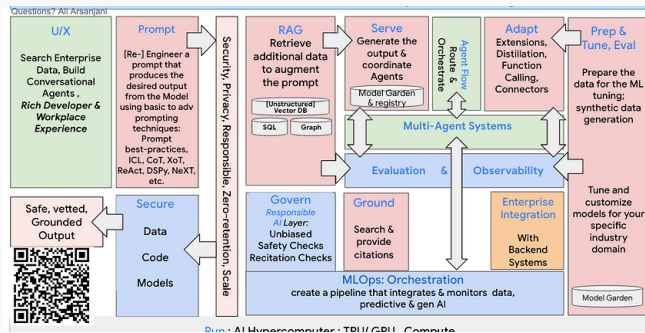 Questions? Ali Arsanjani
U/X
Search Enterprise
Data, Build
Conversational
Agents ,
Rich Developer &
Workplace
Experience
Prompt
[Re-] Engineer a
prompt that
produces the
desired output
from the Model
using basic to adv
prompting
techniques:
Prompt
best-practices,
ICL, CoT, XoT,
ReAct, DSPy, NeXT,
etc.
Security, Privacy, Responsible, Zero-retention, Scale
RAG
Retrieve
additional data
to augment
the prompt
[Unstructured]
Vector DB
SQL
Graph
Serve
Generate the
output &
coordinate
Agents
Model Garden
& registry
Agent Flow
Route &
Orchestrate
Adapt
Extensions,
Distillation,
Function
Calling,
Connectors
Prep &
Tune, Eval
Prepare the
data for the ML
tuning;
synthetic data
generation
Tune and
customize
models for your
specific
industry
domain
Model Garden
Multi-Agent Systems
Evaluation & Observability
Safe, vetted,
Grounded
Output
Secure
Data
Code
Models
Govern
Responsible
AI Layer:
Unbiased
Safety Checks
Recitation Checks
Ground
Search &
provide
citations
Enterprise
Integration
With
Backend
Systems
MLOps: Orchestration
create a pipeline that integrates & monitors data,
predictive & gen AI
Run : AI Hypercomputer : TPU/ GPU Compute